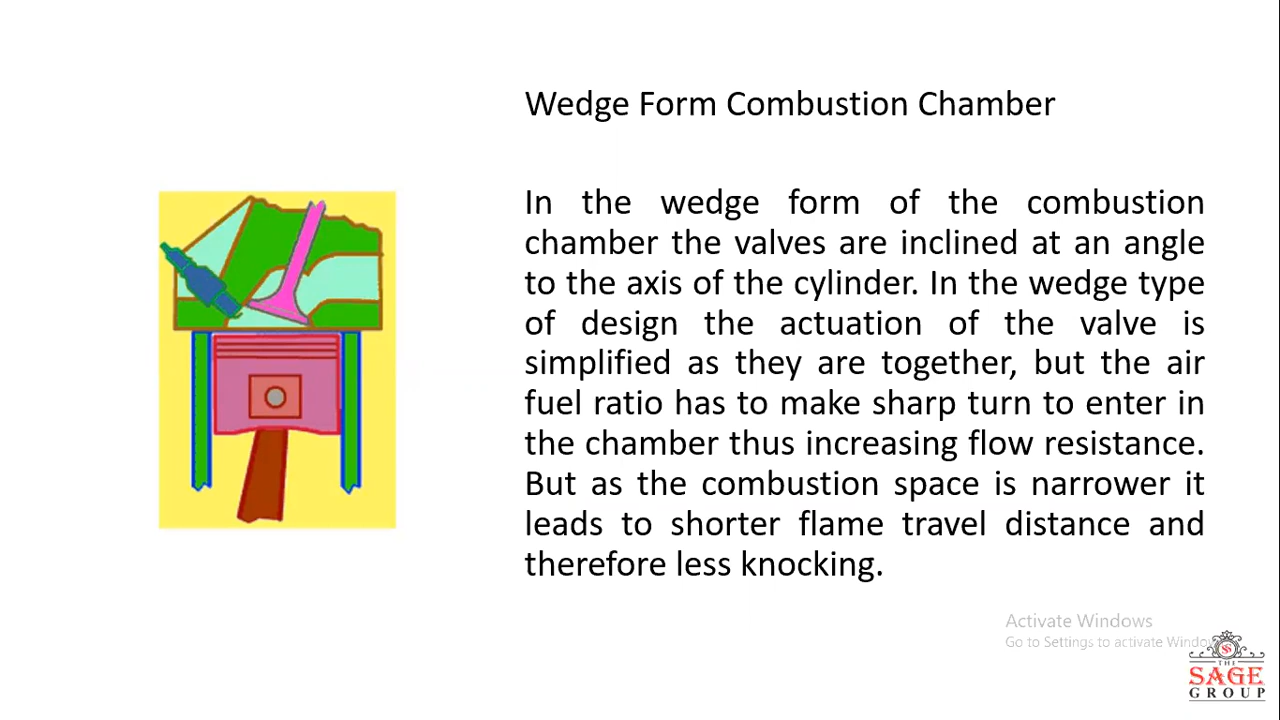 Wedge Form Combustion Chamber
In the wedge form of the combustion
chamber the valves are inclined at an angle
to the axis of the cylinder. In the wedge type
of design the actuation of the valve is
simplified as they are together, but the air
fuel ratio has to make sharp turn to enter in
the chamber thus increasing flow resistance.
But as the combustion space is narrower it
leads to shorter flame travel distance and
therefore less knocking.
Activate Windows
Go to Settings to activate Windo
THE
SAGE
GROUP